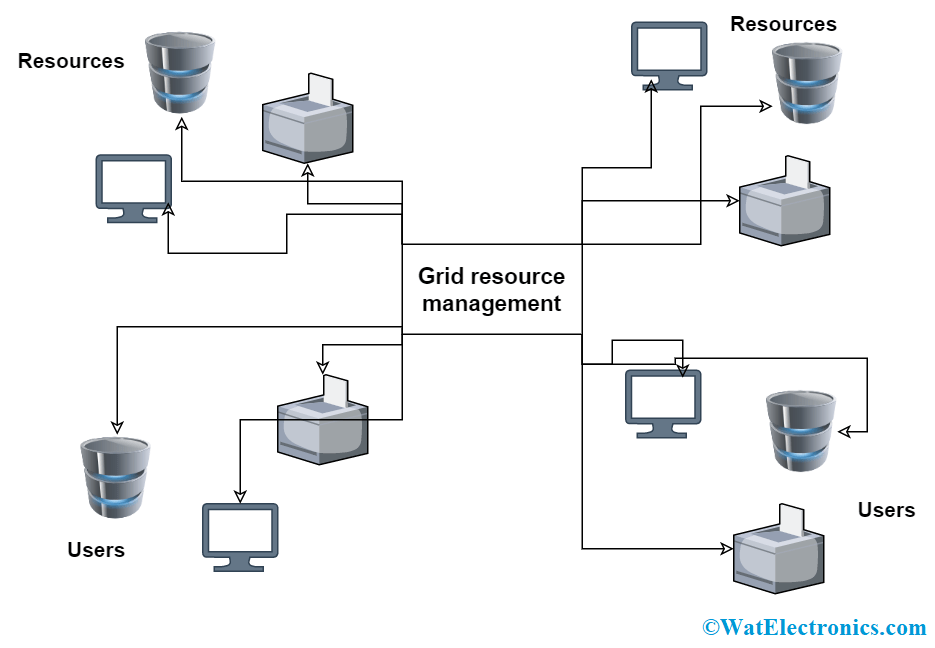 Resources
Resources
Grid resource
management
Users
Users
©WatElectronics.com